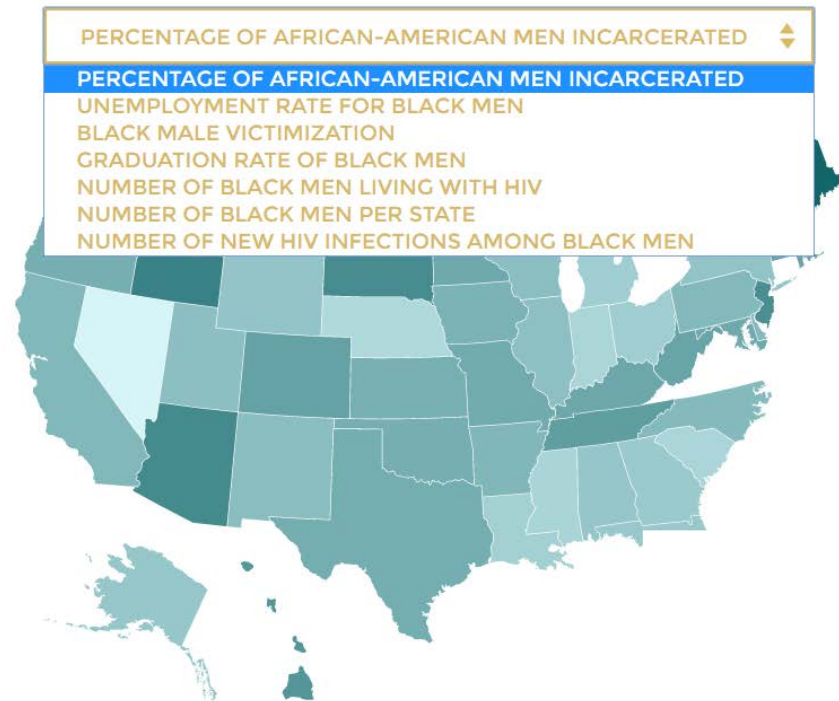 PERCENTAGE OF AFRICAN-AMERICAN MEN INCARCERATED
PERCENTAGE OF AFRICAN-AMERICAN MEN INCARCERATED
UNEMPLOYMENT RATE FOR BLACK MEN
BLACK MALE VICTIMIZATION
GRADUATION RATE OF BLACK MEN
NUMBER OF BLACK MEN LIVING WITH HIV
NUMBER OF BLACK MEN PER STATE
NUMBER OF NEW HIV INFECTIONS AMONG BLACK MEN